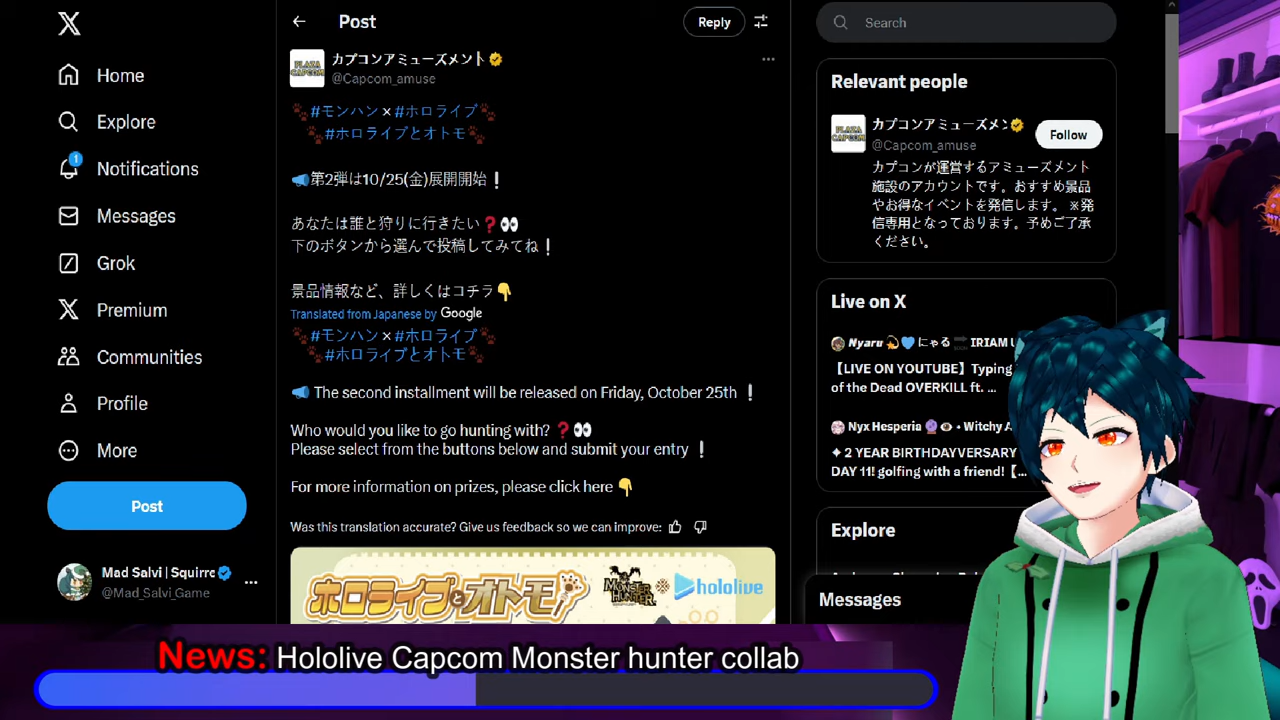 Home
Explore
1
Notifications
Messages
Grok
Premium
Communities
Profile
More
Post
Mad Salvi | Squirre
@Mad_Salvi_Game
Post
Reply
カプコンアミューズメント
@Capcom_amuse
PLAZA CAPCOM
#モンハン×#ホロライブ
#ホロライブとオトモ
第2弾は10/25(金)展開開始❗
あなたは誰と狩りに行きたい❓👀
下のボタンから選んで投稿してみてね❗
景品情報など、詳しくはコチラ👇
Translated from Japanese by Google
#モンハン×#ホロライブ
#ホロライブとオトモ
The second installment will be released on Friday, October 25th ❗
Who would you like to go hunting with? ❓👀
Please select from the buttons below and submit your entry ❗
For more information on prizes, please click here 👇
Was this translation accurate? Give us feedback so we can improve:
ホロライブとオトモ
MONSTER HUNTER
hololive
Search
Relevant people
カプコンアミューズメン
@Capcom_amuse
Follow
カプコンが運営するアミューズメント
施設のアカウントです。おすすめ景品
やお得なイベントを発信します。 ※発
信専用となっております。予めご了承
ください。
Live on X
Nyaru 💫💙にゃる IRIAM
【LIVE ON YOUTUBE】Typing
of the Dead OVERKILL ft. ...
Nyx Hesperia 🔮👁 • Witchy
✦ 2 YEAR BIRTHDAYVERSARY
DAY 11! golfing with a friend!【...
Explore
Messages
News: Hololive Capcom Monster hunter collab